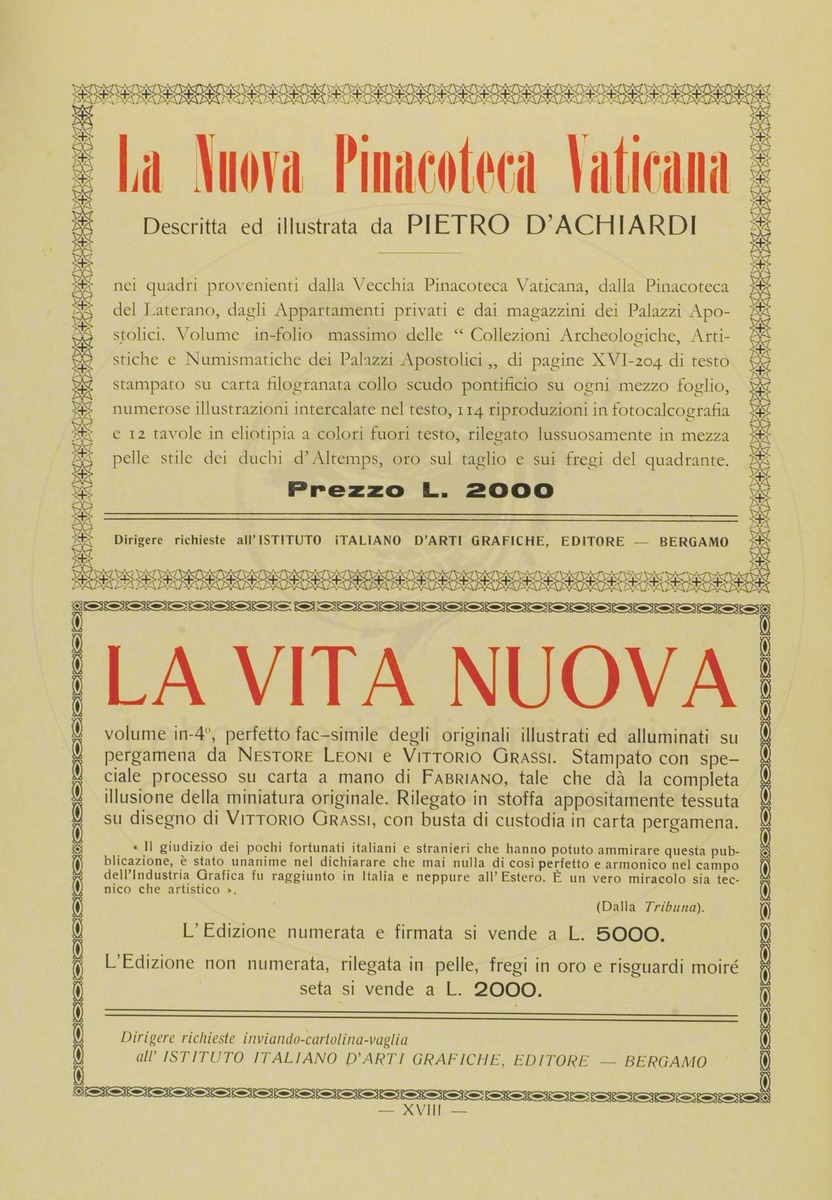 La Nuova Pinacoteca Vaticana
Descritta ed illustrata da PIETRO D'ACHIARDI
nei quadri provenienti dalla Vecchia Pinacoteca Vaticana, dalla Pinacoteca
del Laterano, dagli Appartamenti privati e dai magazzini dei Palazzi Apo-
stolici. Volume in-folio massimo delle “ Collezioni Archeologiche, Arti-
stiche e Numismatiche dei Palazzi Apostolici „ di pagine XVI-204 di testo
stampato su carta filogranata collo scudo pontificio su ogni mezzo foglio,
numerose illustrazioni intercalate nel testo, 114 riproduzioni in fotocalcografia
e 12 tavole in eliotipia a colori fuori testo, rilegato lussuosamente in mezza
pelle stile dei duchi d'Altemps, oro sul taglio e sui fregi del quadrante.
Prezzo L. 2000
Dirigere richieste all'ISTITUTO ITALIANO D'ARTI GRAFICHE, EDITORE — BERGAMO
LA VITA NUOVA
volume in-4°, perfetto fac-simile degli originali illustrati ed alluminati su
pergamena da NESTORE LEONI e VITTORIO GRASSI. Stampato con spe-
ciale processo su carta a mano di FABRIANO, tale che dà la completa
illusione della miniatura originale. Rilegato in stoffa appositamente tessuta
su disegno di VITTORIO GRASSI, con busta di custodia in carta pergamena.
« Il giudizio dei pochi fortunati italiani e stranieri che hanno potuto ammirare questa pub-
blicazione, è stato unanime nel dichiarare che mai nulla di così perfetto e armonico nel campo
dell'Industria Grafica fu raggiunto in Italia e neppure all'Estero. È un vero miracolo sia tec-
nico che artistico ».
(Dalla Tribuna).
L'Edizione numerata e firmata si vende a L. 5000.
L'Edizione non numerata, rilegata in pelle, fregi in oro e risguardi moiré
seta si vende a L. 2000.
Dirigere richieste inviando-cartolina-vaglia
all' ISTITUTO ITALIANO D'ARTI GRAFICHE, EDITORE — BERGAMO
— XVIII —